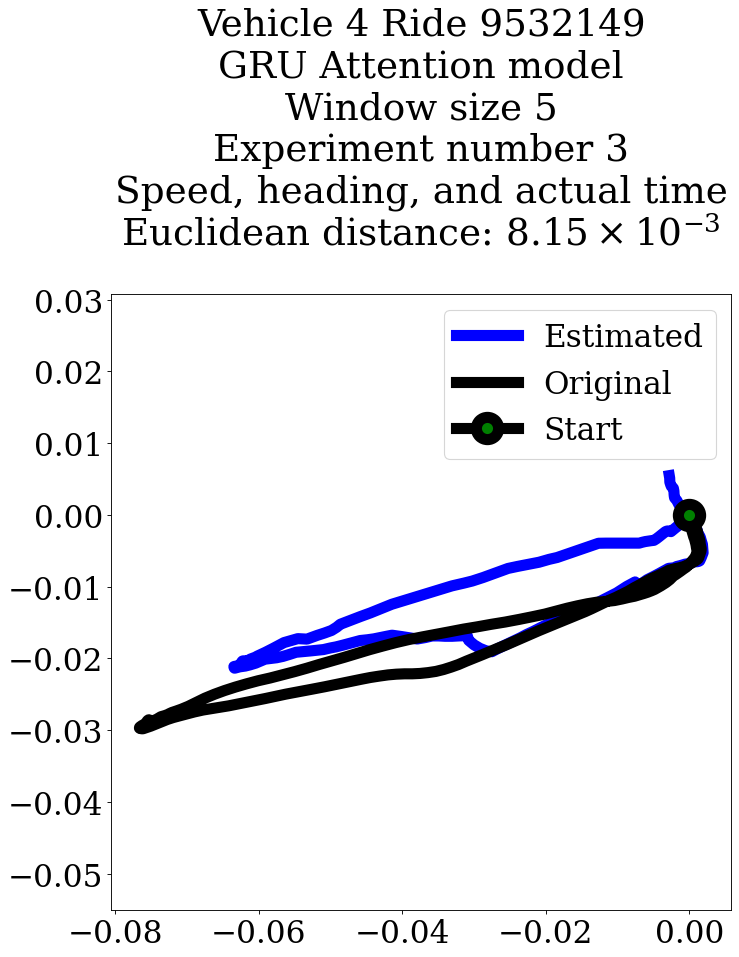 Vehicle 4 Ride 9532149
GRU Attention model
Window size 5
Experiment number 3
Speed, heading, and actual time
Euclidean distance: 8.15 × 10⁻³
Estimated
Original
Start
0.03
0.02
0.01
0.00
−0.01
−0.02
−0.03
−0.04
−0.05
−0.08 −0.06 −0.04 −0.02 0.00